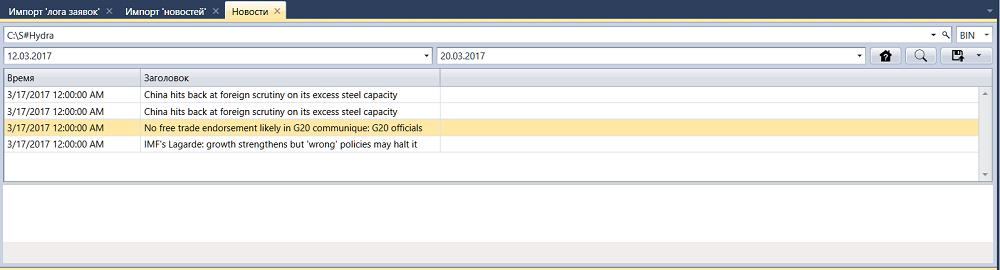 Импорт 'лога заявок' Импорт 'новостей' Новости
C:\S#Hydra BIN
12.03.2017 20.03.2017
Время Заголовок
3/17/2017 12:00:00 AM China hits back at foreign scrutiny on its excess steel capacity
3/17/2017 12:00:00 AM China hits back at foreign scrutiny on its excess steel capacity
3/17/2017 12:00:00 AM No free trade endorsement likely in G20 communique: G20 officials
3/17/2017 12:00:00 AM IMF's Lagarde: growth strengthens but 'wrong' policies may halt it